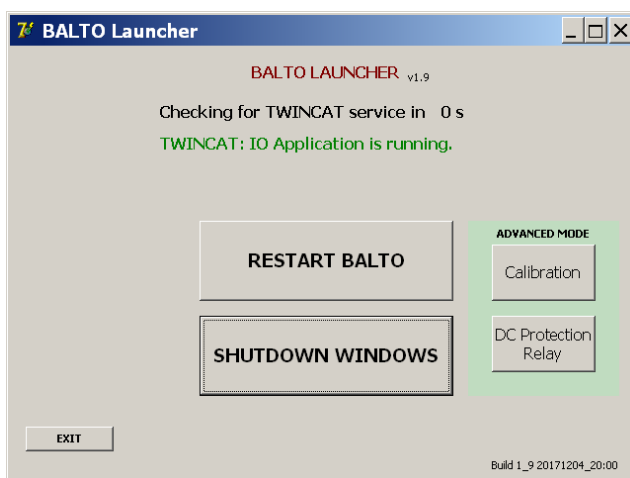 BALTO Launcher
BALTO LAUNCHER v1.9
Checking for TWINCAT service in 0 s
TWINCAT: IO Application is running.
RESTART BALTO
SHUTDOWN WINDOWS
ADVANCED MODE
Calibration
DC Protection
Relay
EXIT
Build 1_9 20171204_20:00